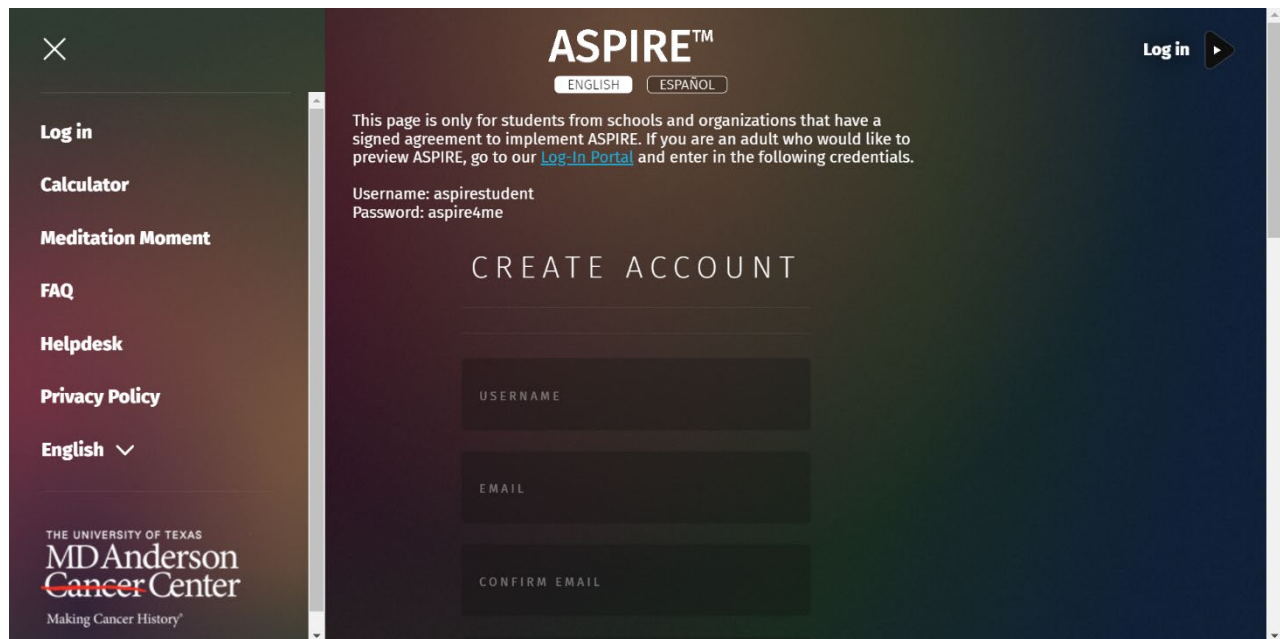 Log in
Calculator
Meditation Moment
FAQ
Helpdesk
Privacy Policy
English
THE UNIVERSITY OF TEXAS
MD Anderson
Cancer Center
Making Cancer History®
ASPIRE™
ENGLISH ESPAÑOL
Log in
This page is only for students from schools and organizations that have a
signed agreement to implement ASPIRE. If you are an adult who would like to
preview ASPIRE, go to our Log-In Portal and enter in the following credentials.
Username: aspirestudent
Password: aspire4me
CREATE ACCOUNT
USERNAME
EMAIL
CONFIRM EMAIL